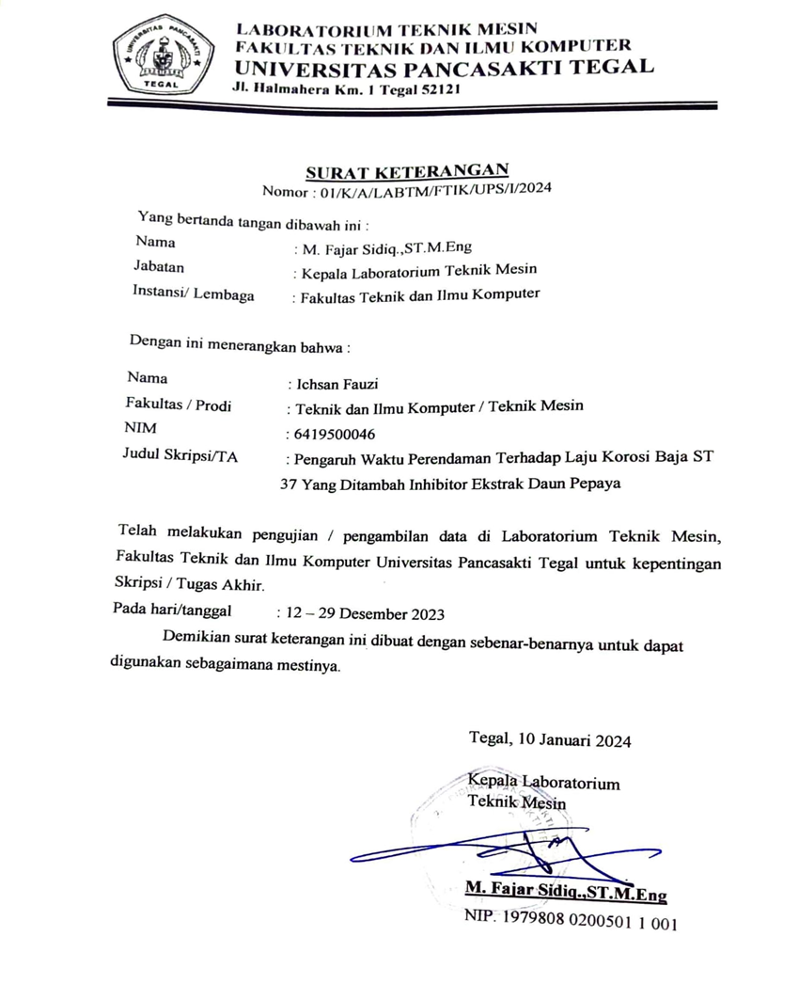 UNIVERSITAS PANCASAKTI
TEGAL
LABORATORIUM TEKNIK MESIN
FAKULTAS TEKNIK DAN ILMU KOMPUTER
UNIVERSITAS PANCASAKTI TEGAL
Jl. Halmahera Km. 1 Tegal 52121
SURAT KETERANGAN
Nomor : 01/K/A/LABTM/FTIK/UPS/I/2024
Yang bertanda tangan dibawah ini :
Nama : M. Fajar Sidiq.,ST.M.Eng
Jabatan : Kepala Laboratorium Teknik Mesin
Instansi/ Lembaga : Fakultas Teknik dan Ilmu Komputer
Dengan ini menerangkan bahwa :
Nama : Ichsan Fauzi
Fakultas / Prodi : Teknik dan Ilmu Komputer / Teknik Mesin
NIM : 6419500046
Judul Skripsi/TA : Pengaruh Waktu Perendaman Terhadap Laju Korosi Baja ST
37 Yang Ditambah Inhibitor Ekstrak Daun Pepaya
Telah melakukan pengujian / pengambilan data di Laboratorium Teknik Mesin,
Fakultas Teknik dan Ilmu Komputer Universitas Pancasakti Tegal untuk kepentingan
Skripsi / Tugas Akhir.
Pada hari/tanggal : 12 – 29 Desember 2023
Demikian surat keterangan ini dibuat dengan sebenar-benarnya untuk dapat
digunakan sebagaimana mestinya.
Tegal, 10 Januari 2024
Kepala Laboratorium
Teknik Mesin
M. Fajar Sidiq.,ST.M.Eng
NIP. 1979808 0200501 1 001